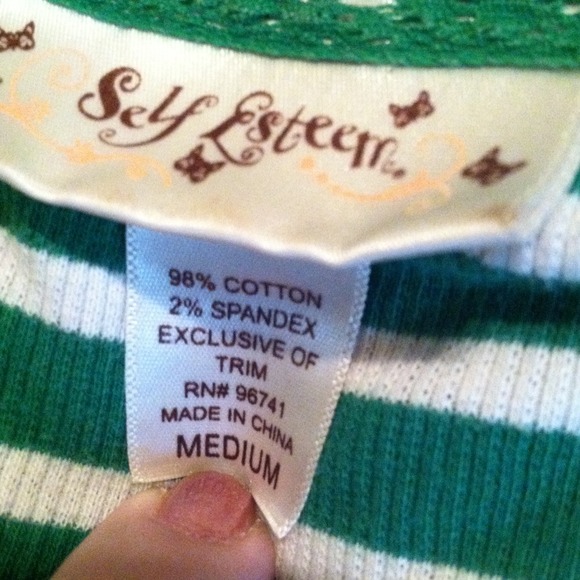 Self Esteem
98% COTTON
2% SPANDEX
EXCLUSIVE OF
TRIM
RN# 96741
MADE IN CHINA
MEDIUM